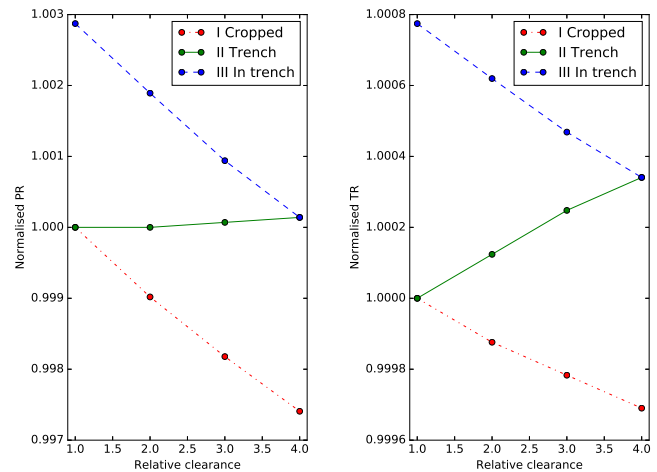 1.003
1.002
1.001
1.000
0.999
0.998
0.997
Normalised PR
I Cropped
II Trench
III In trench
1.0 1.5 2.0 2.5 3.0 3.5 4.0
Relative clearance
1.0008
1.0006
1.0004
1.0002
1.0000
0.9998
0.9996
Normalised TR
I Cropped
II Trench
III In trench
1.0 1.5 2.0 2.5 3.0 3.5 4.0
Relative clearance